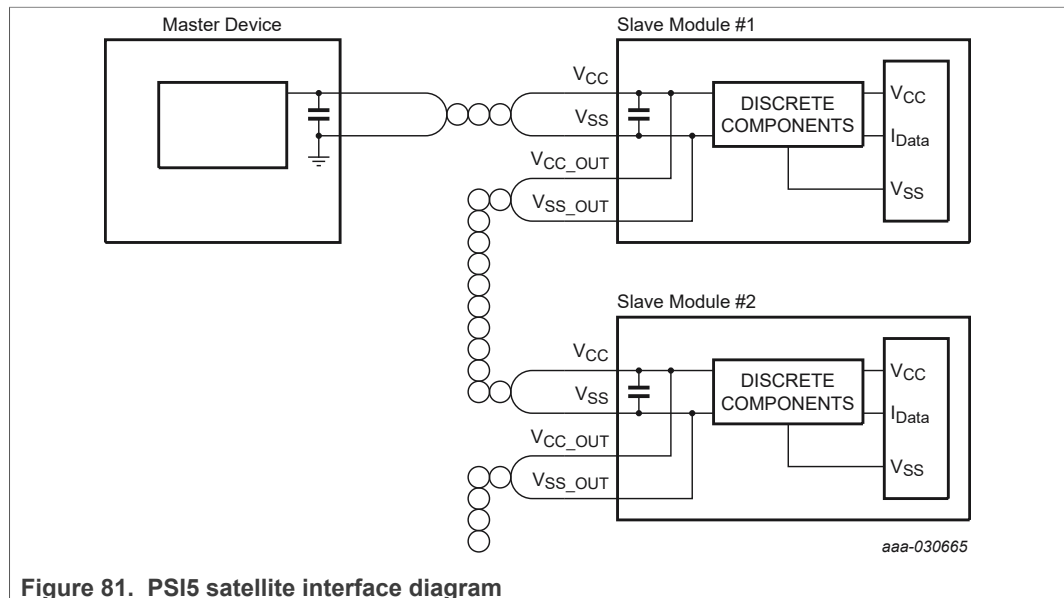 Master Device
Slave Module #1
VCC
VSS
VCC_OUT
VSS_OUT
DISCRETE
COMPONENTS
VCC
IData
VSS
Slave Module #2
VCC
VSS
VCC_OUT
VSS_OUT
DISCRETE
COMPONENTS
VCC
IData
VSS
aaa-030665
Figure 81. PSI5 satellite interface diagram